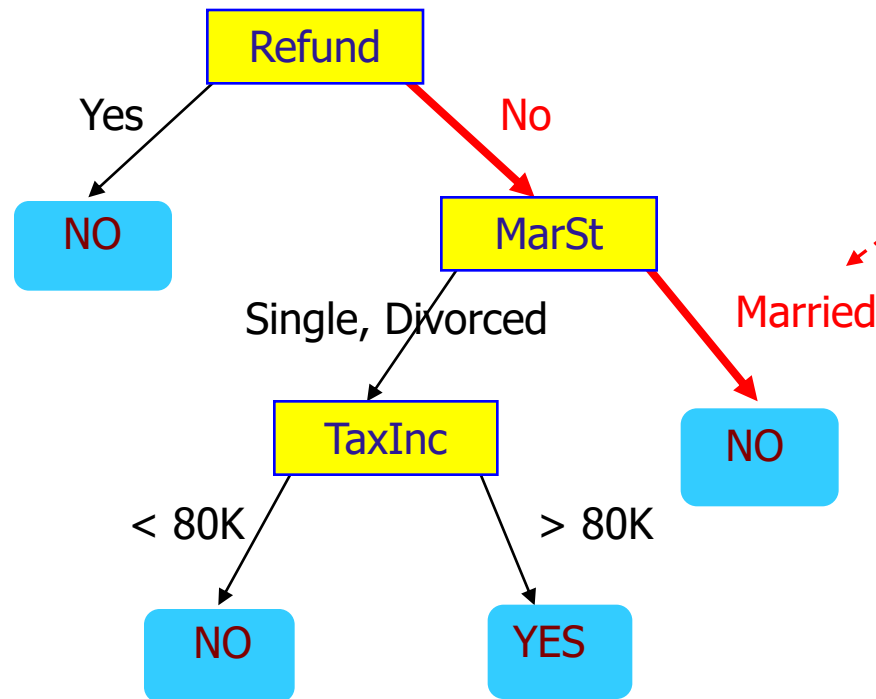 Refund
Yes
No
NO
MarSt
Single, Divorced
Married
TaxInc
NO
< 80K
> 80K
NO
YES